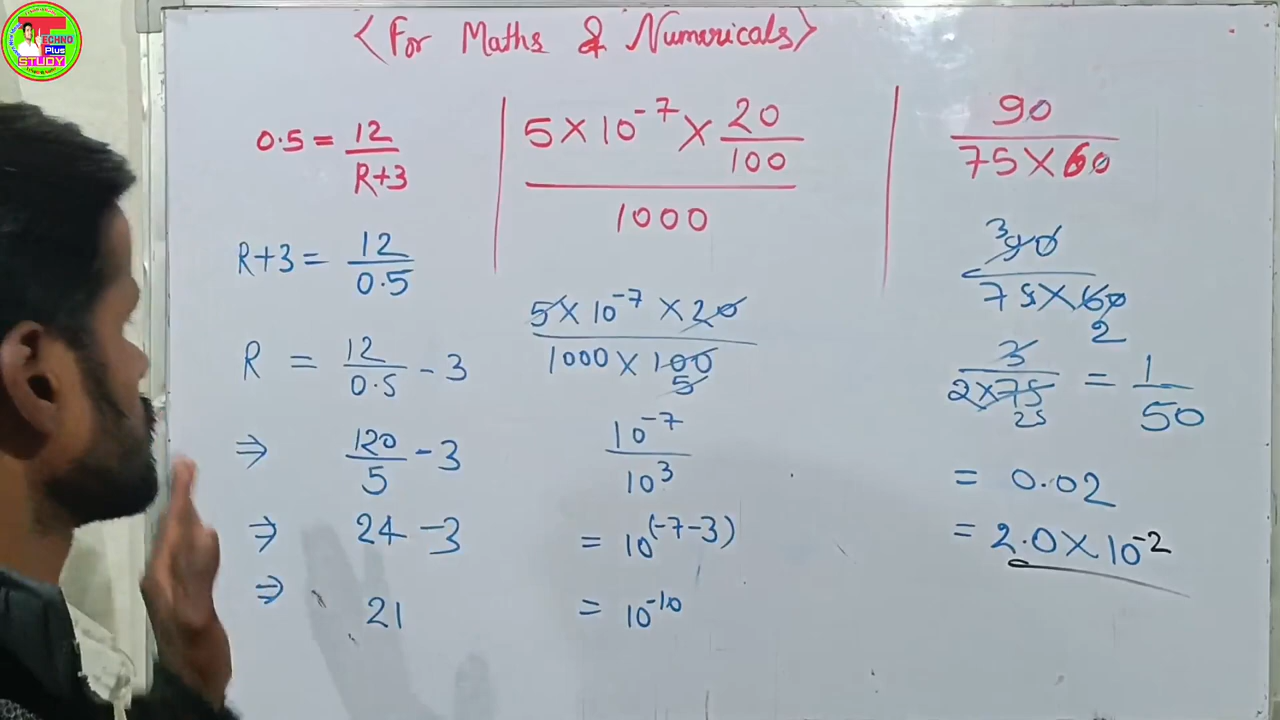 TECHNO
Plus
STUDY
<For Maths & Numericals>
0.5 = 12/R+3
R+3 = 12/0.5
R = 12/0.5 - 3
⇒ 120/5 - 3
⇒ 24 - 3
⇒ 21
5×10⁻⁷ × 20/100
1000
5×10⁻⁷ × 20
1000 × 100
5
10⁻⁷
10³
= 10⁽⁻⁷⁻³⁾
= 10⁻¹⁰
90
75×60
3
90
75×60
2
3/2×75 = 1/50
25
= 0.02
= 2.0×10⁻²